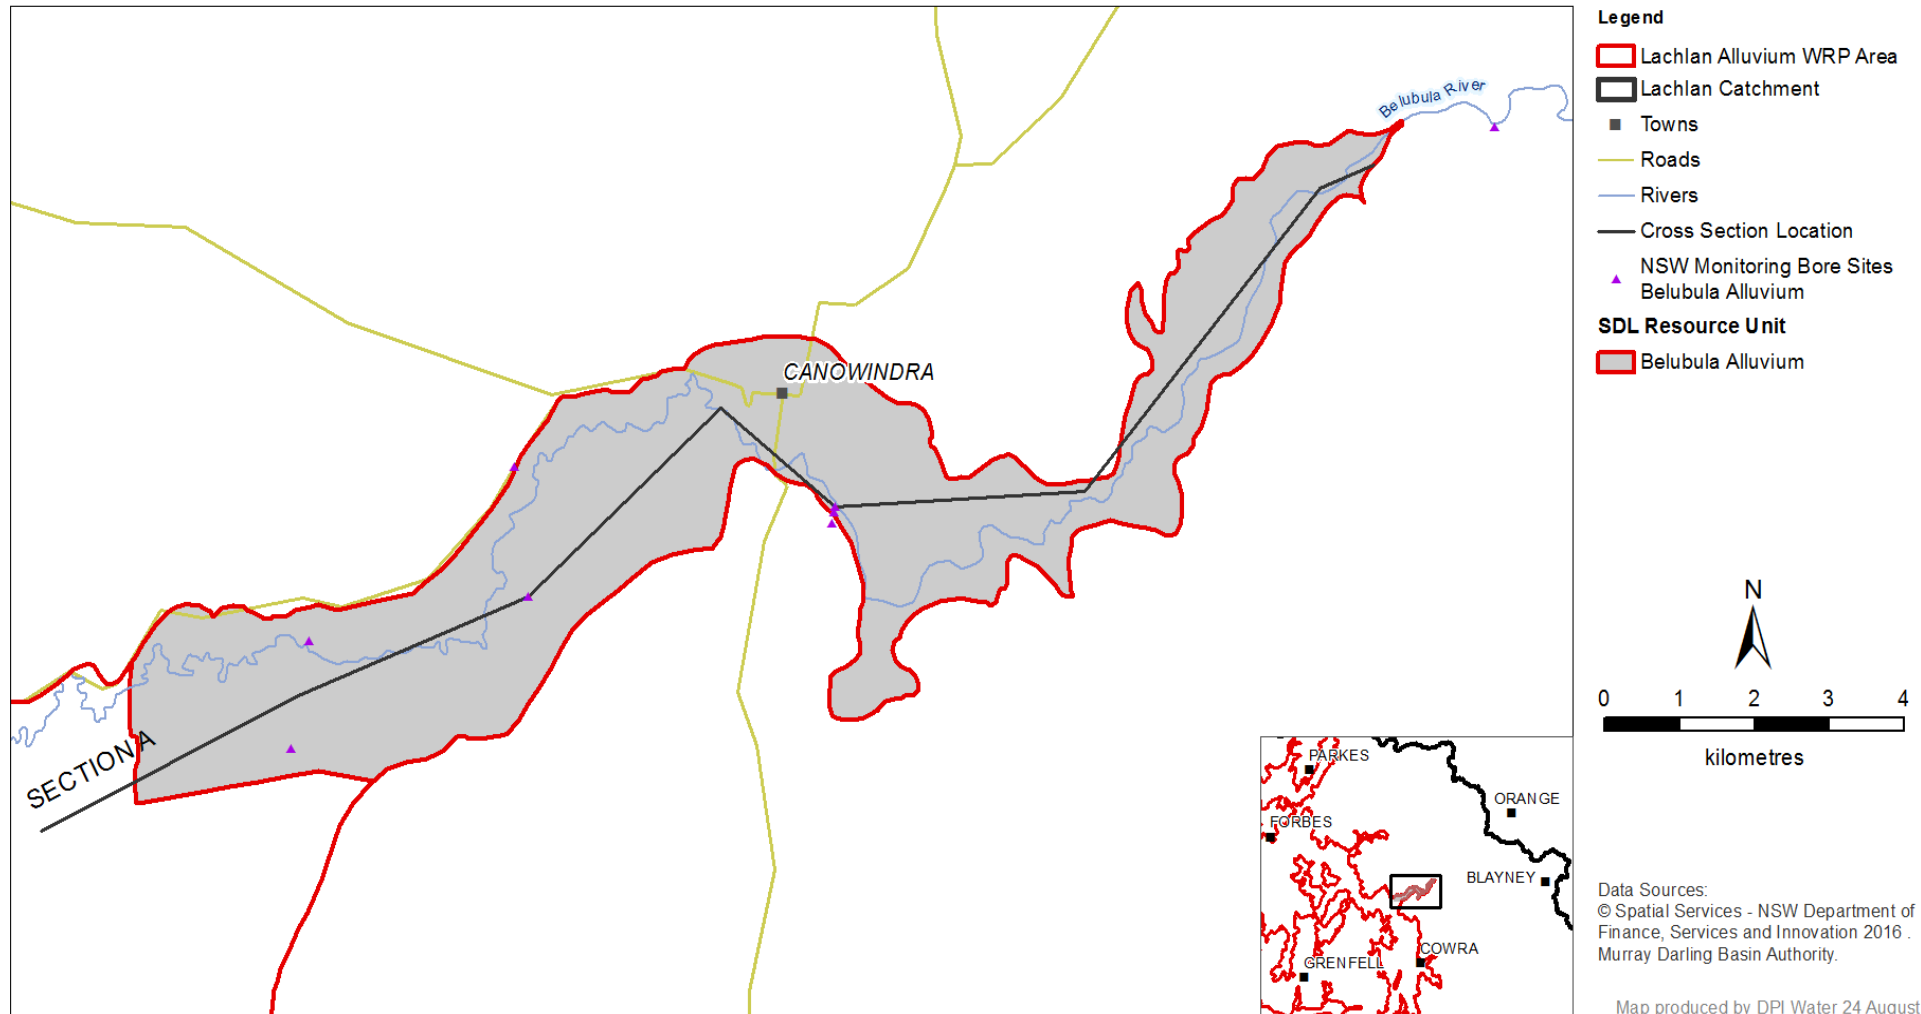 Belubula River
CANOWINDRA
SECTION A
PARKES
ORANGE
FORBES
BLAYNEY
COWRA
GRENFELL
Legend
Lachlan Alluvium WRP Area
Lachlan Catchment
Towns
Roads
Rivers
Cross Section Location
NSW Monitoring Bore Sites
Belubula Alluvium
SDL Resource Unit
Belubula Alluvium
N
0 1 2 3 4
kilometres
Data Sources:
© Spatial Services - NSW Department of
Finance, Services and Innovation 2016 .
Murray Darling Basin Authority.
Map produced by DPI Water 24 August